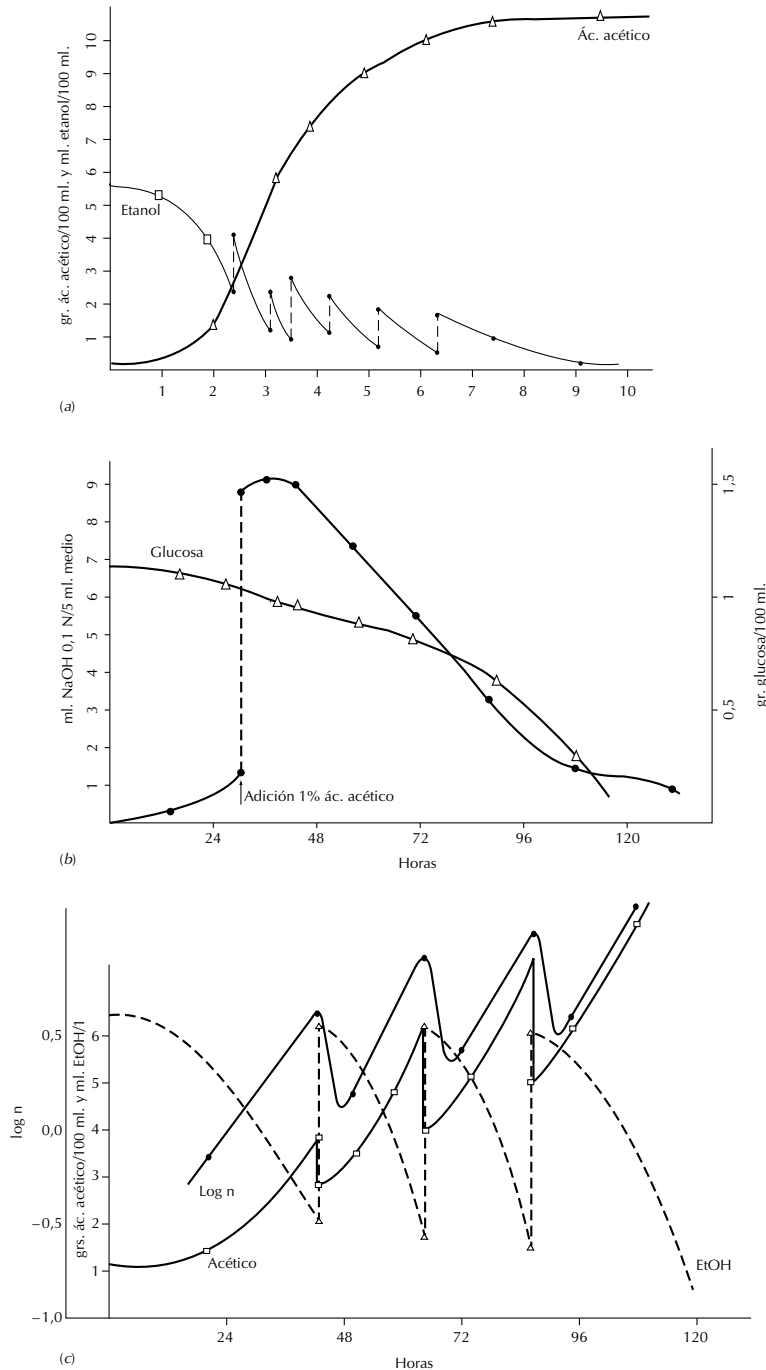 gr. ác. acético/100 ml. y ml. etanol/100 ml.
10
9
8
7
6
5
4
3
2
1
Ác. acético
Etanol
1 2 3 4 5 6 7 8 9 10
(a)
ml. NaOH 0,1 N/5 ml. medio
9
8
7
6
5
4
3
2
1
Glucosa
Adición 1% ác. acético
1,5
1
0,5
gr. glucosa/100 ml.
24 48 72 96 120
(b)
Horas
log n
0,5
0,0
−0,5
−1,0
grs. ác. acético/100 ml. y ml. EtOH/1
6
5
4
3
2
1
Log n
Acético
EtOH
24 48 72 96 120
(c)
Horas